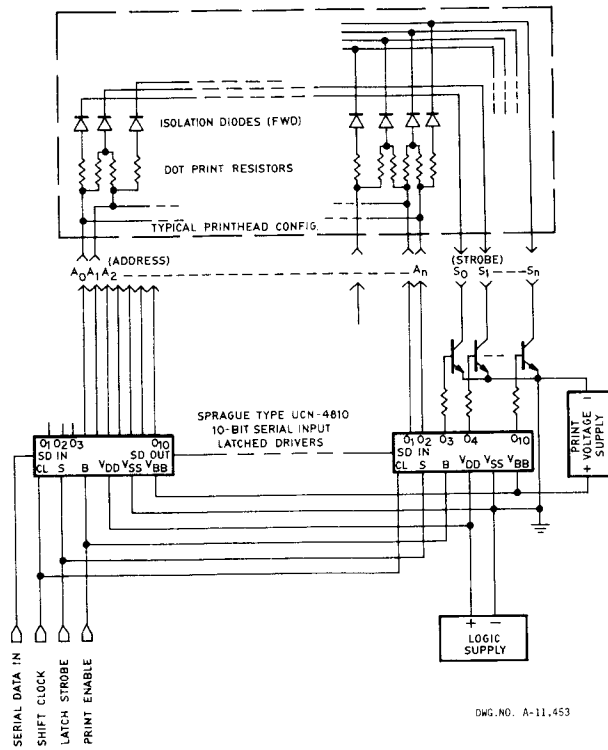 ISOLATION DIODES (FWD)
DOT PRINT RESISTORS
TYPICAL PRINTHEAD CONFIG.
(ADDRESS)
A0 A1 A2
An
(STROBE)
S0 S1 Sn
SPRAGUE TYPE UCN-4810
10-BIT SERIAL INPUT
LATCHED DRIVERS
O1 O2 O3 O10
SD IN SD OUT
CL S B VDD VSS VBB
O1 O2 O3 O4 O10
SD IN
CL S B VDD VSS VBB
PRINT
VOLTAGE
SUPPLY
- +
+ -
LOGIC
SUPPLY
SERIAL DATA IN
SHIFT CLOCK
LATCH STROBE
PRINT ENABLE
DWG.NO. A-11,453